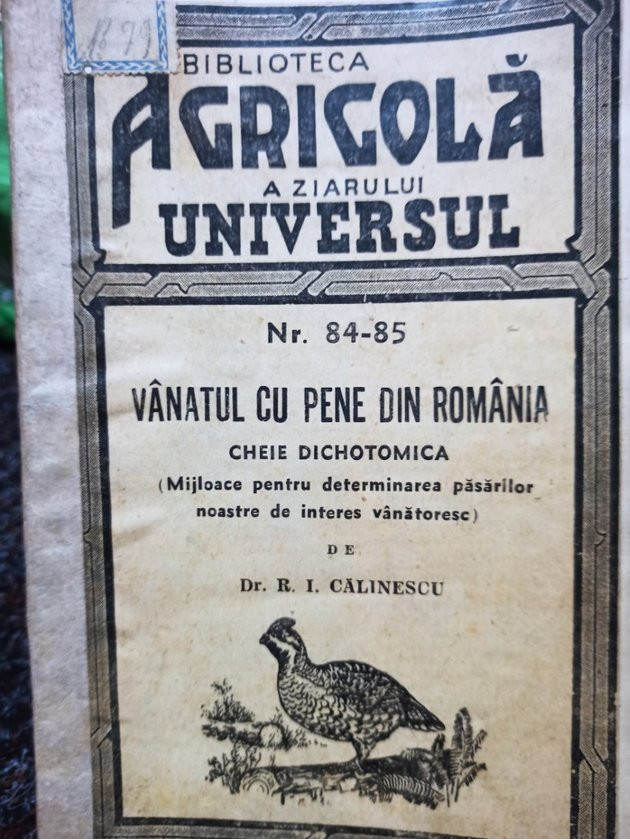 BIBLIOTECA
AGRICOLĂ
A ZIARULUI
UNIVERSUL
Nr. 84-85
VÂNATUL CU PENE DIN ROMÂNIA
CHEIE DICHOTOMICA
(Mijloace pentru determinarea păsărilor
noastre de interes vânătoresc)
DE
Dr. R. I. CĂLINESCU